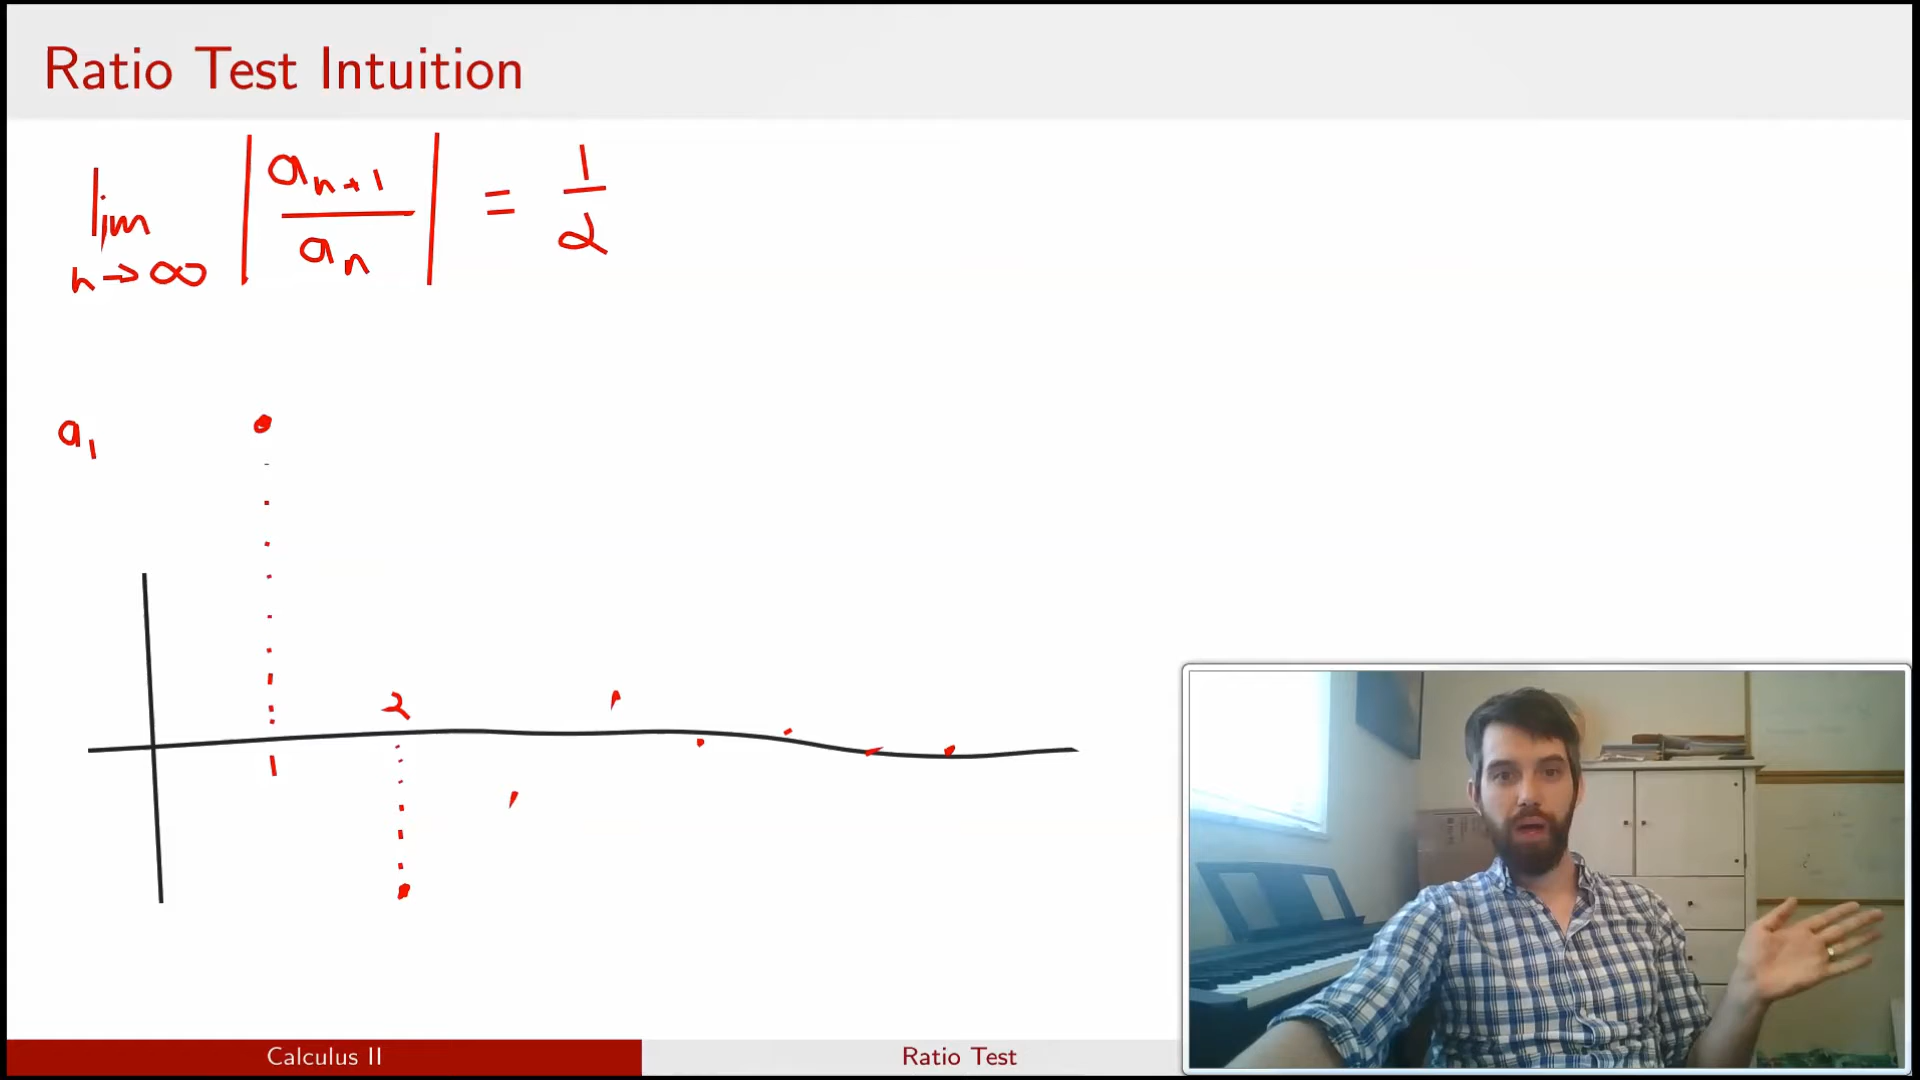 Ratio Test Intuition
lim n→∞ | a_{n+1} / a_n | = 1/2
a_1
2
1
Calculus II
Ratio Test